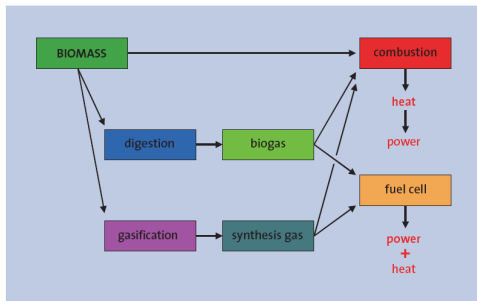 BIOMASS
combustion
heat
power
digestion
biogas
fuel cell
gasification
synthesis gas
power
+
heat